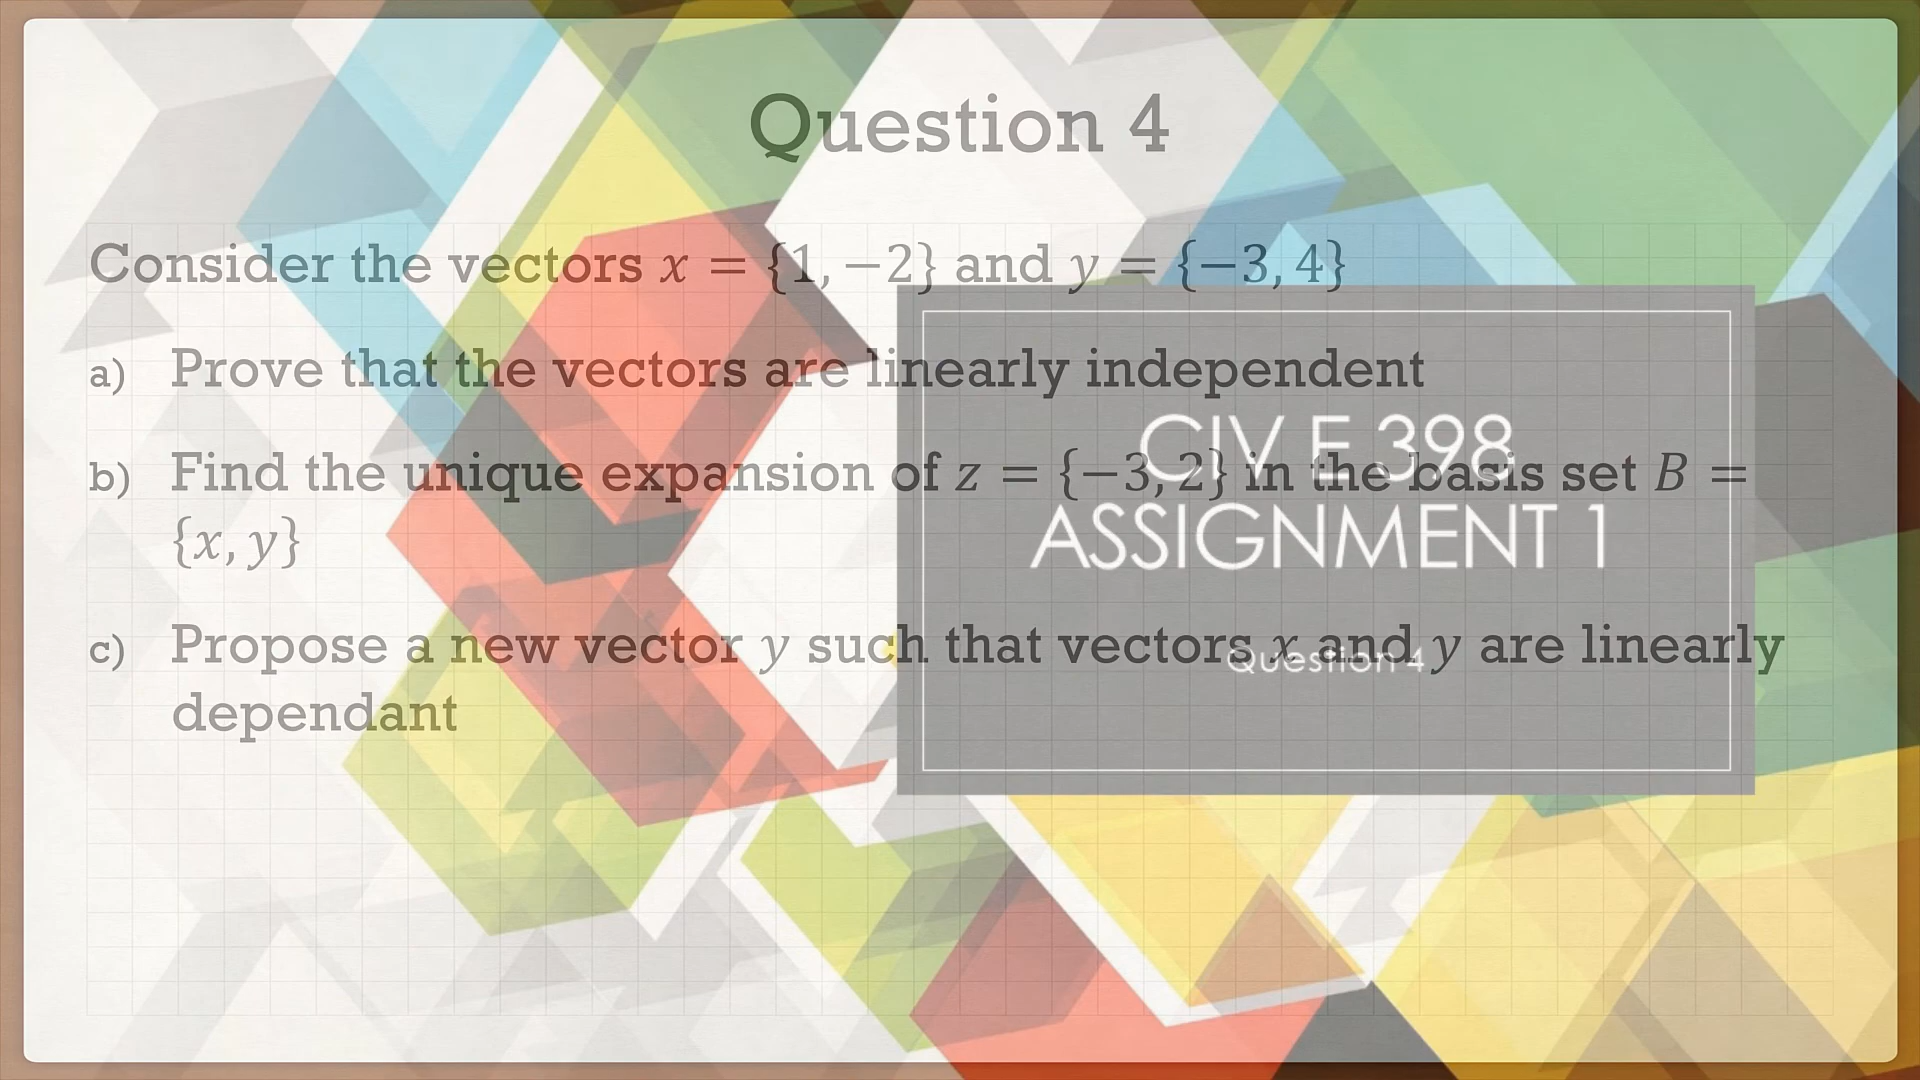 Question 4
Consider the vectors x = {1, −2} and y = {−3, 4}
a) Prove that the vectors are linearly independent
b) Find the unique expansion of z = {−3, 2} in the basis set B =
{x, y}
c) Propose a new vector y such that vectors x and y are linearly
dependant
CIV E 398
ASSIGNMENT 1
Question 4